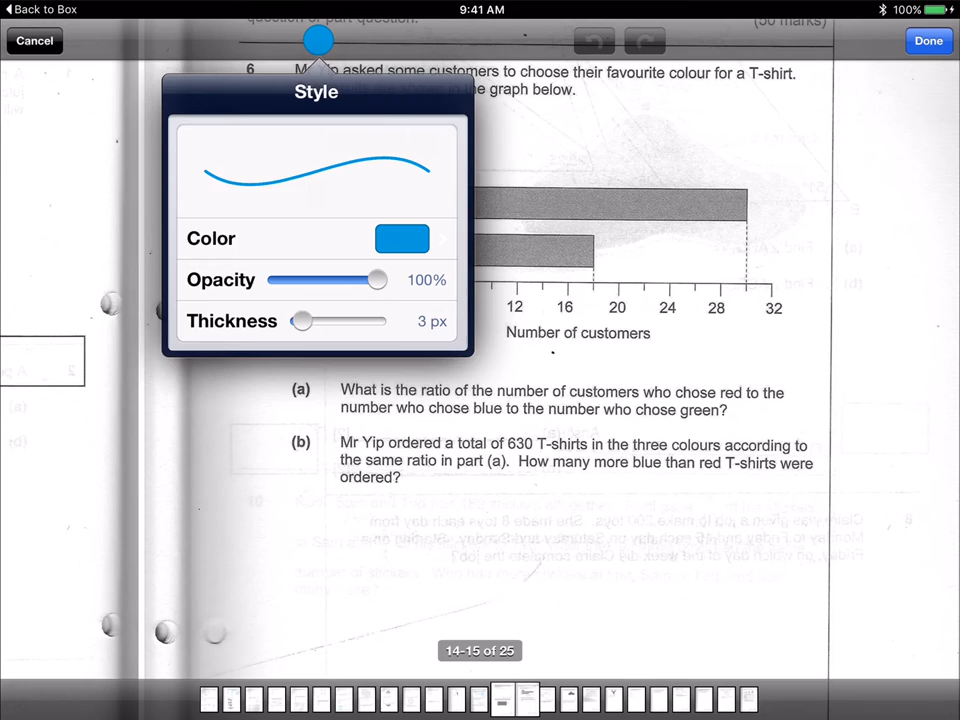 Back to Box
9:41 AM
100%
question or part question.
(50 marks)
Cancel
Done
6 asked some customers to choose their favourite colour for a T-shirt.
the graph below.
Style
Color
Opacity 100%
Thickness 3 px
12 16 20 24 28 32
Number of customers
(a) What is the ratio of the number of customers who chose red to the
number who chose blue to the number who chose green?
(b) Mr Yip ordered a total of 630 T-shirts in the three colours according to
the same ratio in part (a). How many more blue than red T-shirts were
ordered?
14-15 of 25